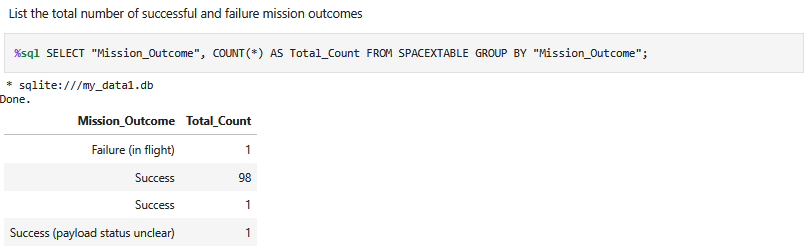 List the total number of successful and failure mission outcomes
%sql SELECT "Mission_Outcome", COUNT(*) AS Total_Count FROM SPACEXTABLE GROUP BY "Mission_Outcome";
* sqlite:///my_data1.db
Done.
Mission_Outcome Total_Count
Failure (in flight) 1
Success 98
Success 1
Success (payload status unclear) 1